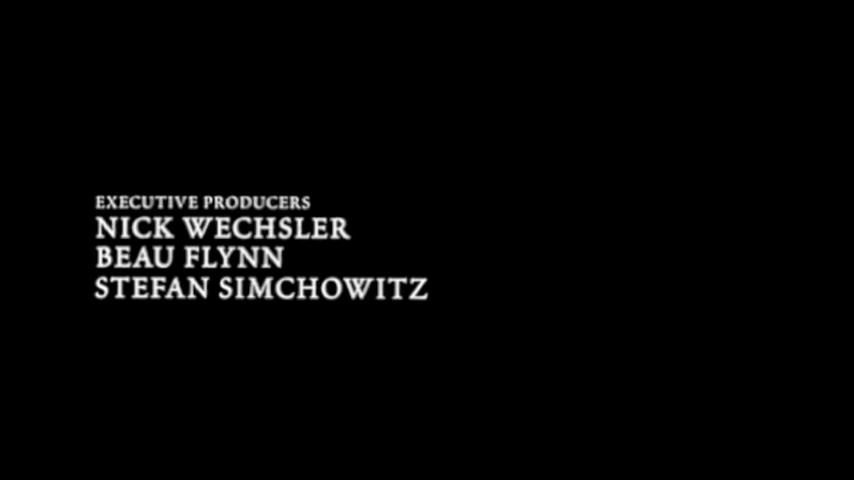 EXECUTIVE PRODUCERS
NICK WECHSLER
BEAU FLYNN
STEFAN SIMCHOWITZ